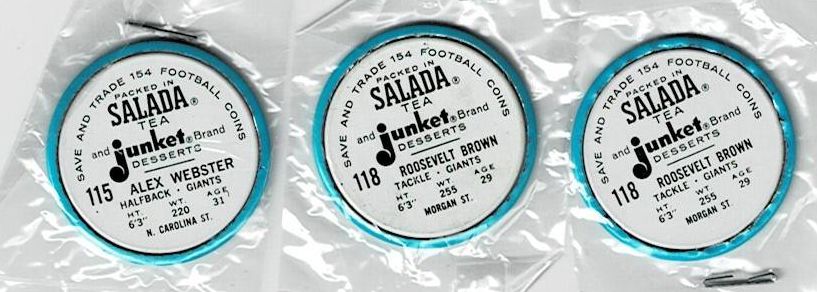 SAVE AND TRADE 154 FOOTBALL COINS
PACKED IN
SALADA®
TEA
and junket® Brand
DESSERTS
115 ALEX WEBSTER
HALFBACK · GIANTS
HT. WT. AGE
6'3" 220 31
N. CAROLINA ST.
SAVE AND TRADE 154 FOOTBALL COINS
PACKED IN
SALADA®
TEA
and junket® Brand
DESSERTS
118 ROOSEVELT BROWN
TACKLE · GIANTS
HT. WT. AGE
6'3" 255 29
MORGAN ST.
SAVE AND TRADE 154 FOOTBALL COINS
PACKED IN
SALADA®
TEA
and junket® Brand
DESSERTS
118 ROOSEVELT BROWN
TACKLE · GIANTS
HT. WT. AGE
6'3" 255 29
MORGAN ST.